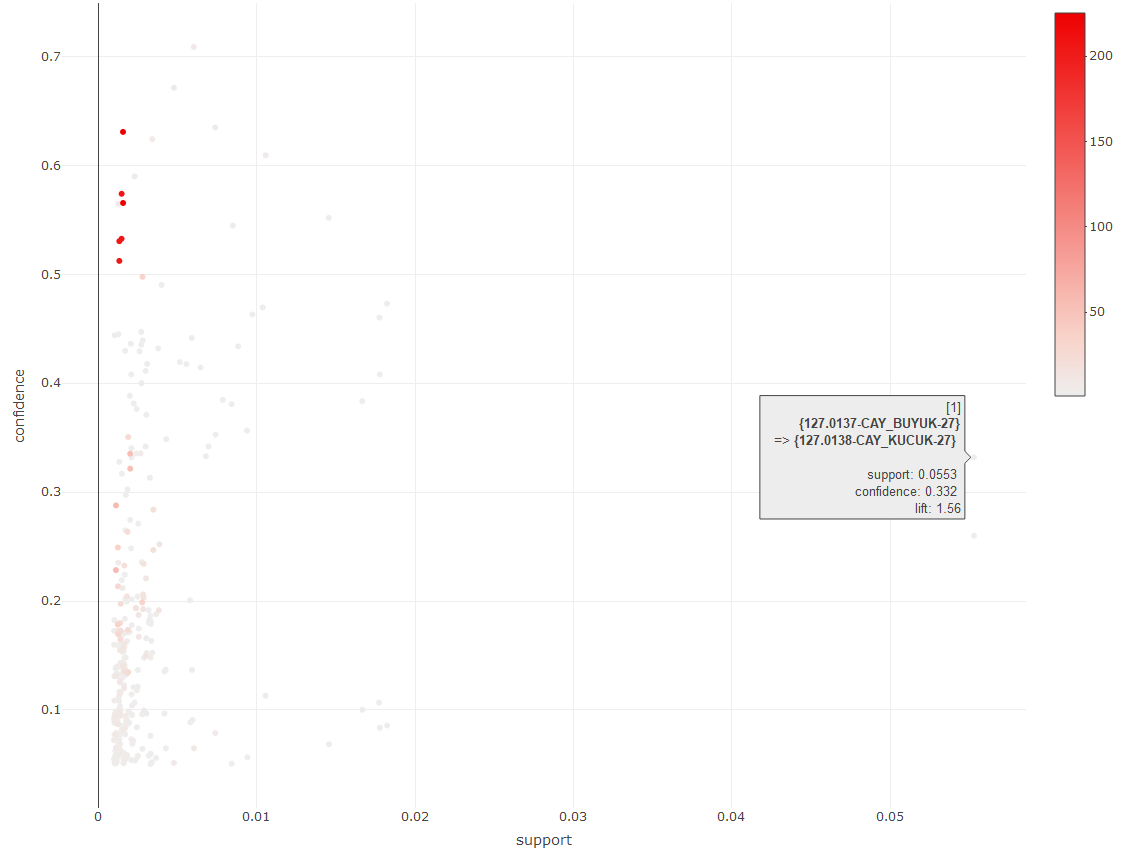 0.7
0.6
0.5
0.4
0.3
0.2
0.1
confidence
0
0.01
0.02
0.03
0.04
0.05
support
[1]
{127.0137-CAY_BUYUK-27}
=> {127.0138-CAY_KUCUK-27}
support: 0.0553
confidence: 0.332
lift: 1.56
200
150
100
50